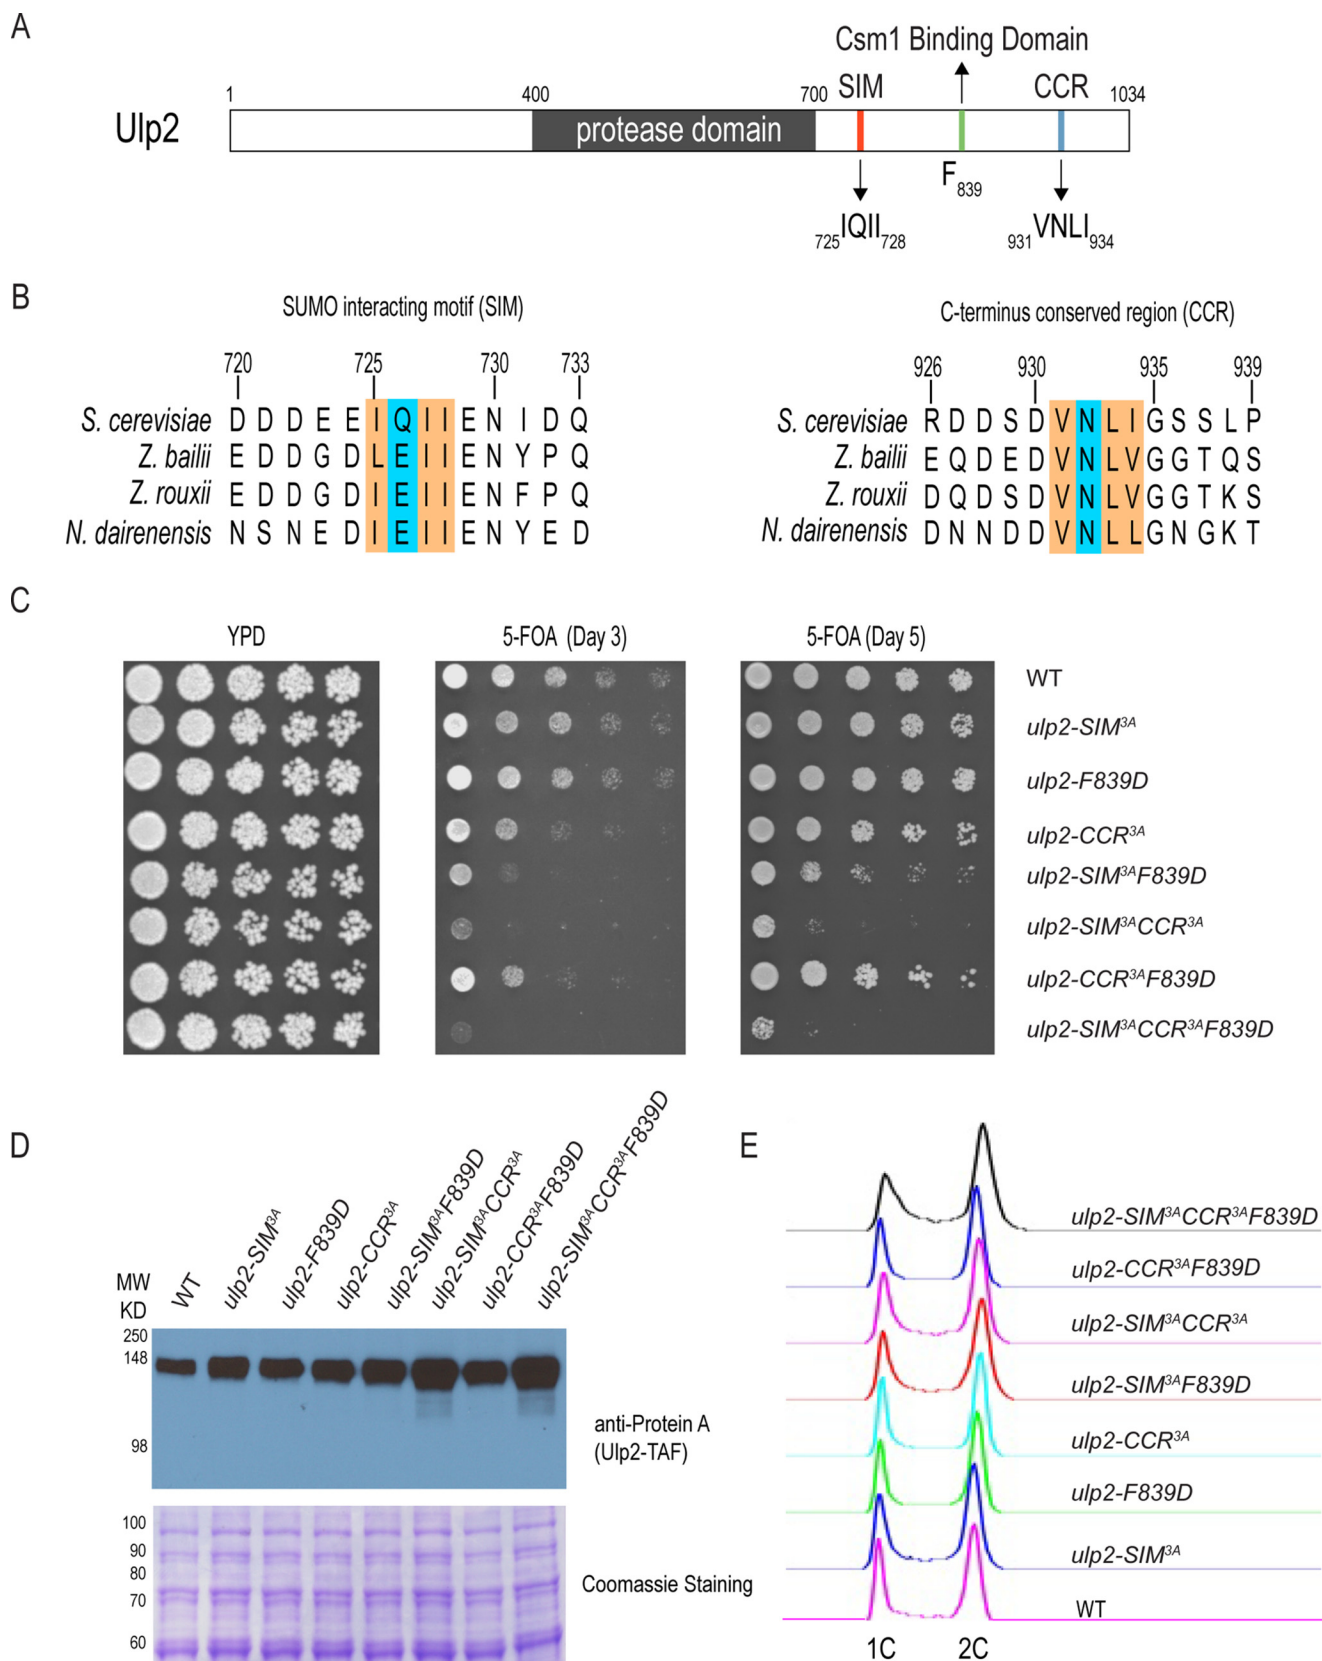 A
Csm1 Binding Domain
1 400 700 SIM CCR 1034
Ulp2 protease domain
F839
725IQII728 931VNLI934
B
SUMO interacting motif (SIM)
720 725 730 733
S. cerevisiae D D D E E I Q I I E N I D Q
Z. bailii E D D G D L E I I E N Y P Q
Z. rouxii E D D G D I E I I E N F P Q
N. dairenensis N S N E D I E I I E N Y E D
C-terminus conserved region (CCR)
926 930 935 939
S. cerevisiae R D D S D V N L I G S S L P
Z. bailii E Q D E D V N L V G G T Q S
Z. rouxii D Q D S D V N L V G G T K S
N. dairenensis D N N D D V N L L G N G K T
C
YPD 5-FOA (Day 3) 5-FOA (Day 5)
WT
ulp2-SIM3A
ulp2-F839D
ulp2-CCR3A
ulp2-SIM3AF839D
ulp2-SIM3ACCR3A
ulp2-CCR3AF839D
ulp2-SIM3ACCR3AF839D
D
MW
KD
WT
ulp2-SIM3A
ulp2-F839D
ulp2-CCR3A
ulp2-SIM3AF839D
ulp2-SIM3ACCR3A
ulp2-CCR3AF839D
ulp2-SIM3ACCR3AF839D
250
148
98
anti-Protein A
(Ulp2-TAF)
100
90
80
70
60
Coomassie Staining
E
ulp2-SIM3ACCR3AF839D
ulp2-CCR3AF839D
ulp2-SIM3ACCR3A
ulp2-SIM3AF839D
ulp2-CCR3A
ulp2-F839D
ulp2-SIM3A
WT
1C 2C